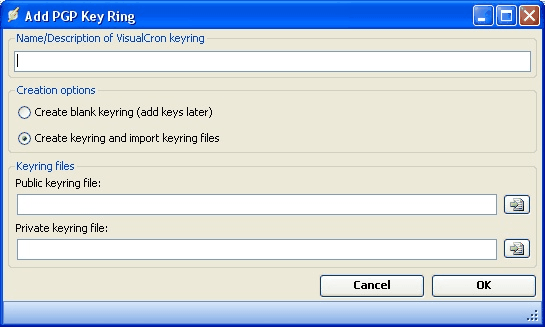 Add PGP Key Ring
Name/Description of VisualCron keyring
Creation options
Create blank keyring (add keys later)
Create keyring and import keyring files
Keyring files
Public keyring file:
Private keyring file:
Cancel OK